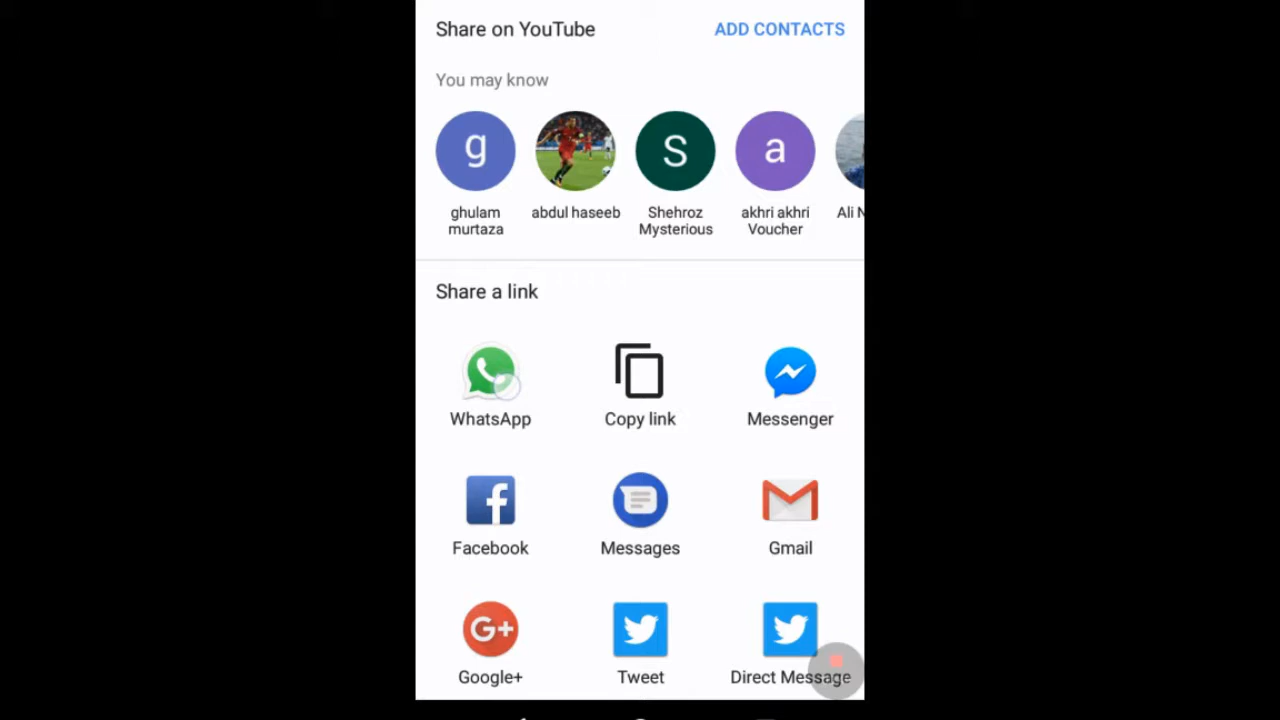 Share on YouTube
ADD CONTACTS
You may know
g
S
a
ghulam
murtaza
abdul haseeb
Shehroz
Mysterious
akhri akhri
Voucher
Ali N
Share a link
WhatsApp
Copy link
Messenger
f
Facebook
Messages
Gmail
G+
Google+
Tweet
Direct Message